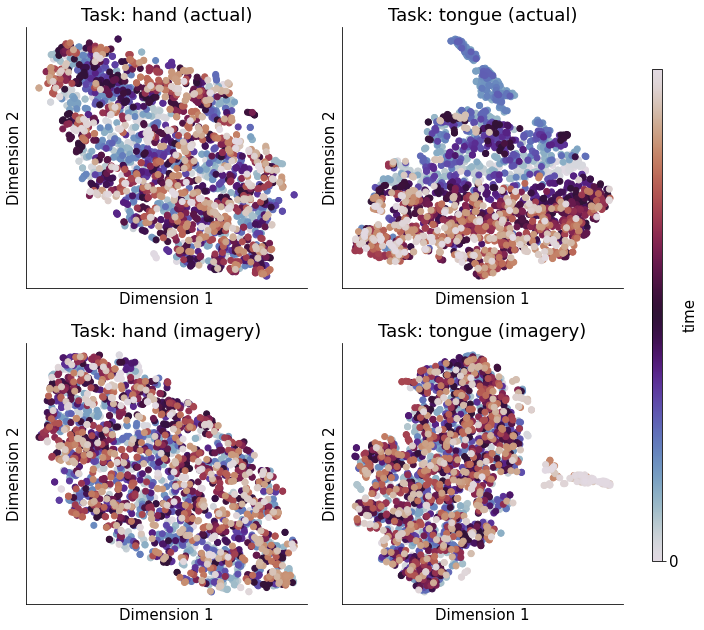 Task: hand (actual)
Task: tongue (actual)
Dimension 2
Dimension 1
Dimension 2
Dimension 1
Task: hand (imagery)
Task: tongue (imagery)
Dimension 2
Dimension 1
Dimension 2
Dimension 1
time
0